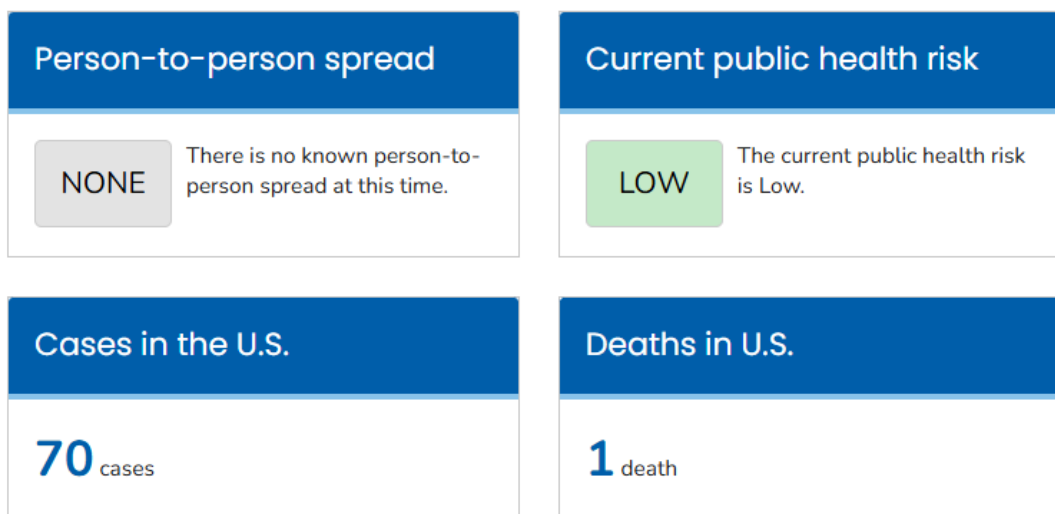 Person-to-person spread
Current public health risk
NONE
There is no known person-to-
person spread at this time.
LOW
The current public health risk
is Low.
Cases in the U.S.
Deaths in U.S.
70 cases
1 death